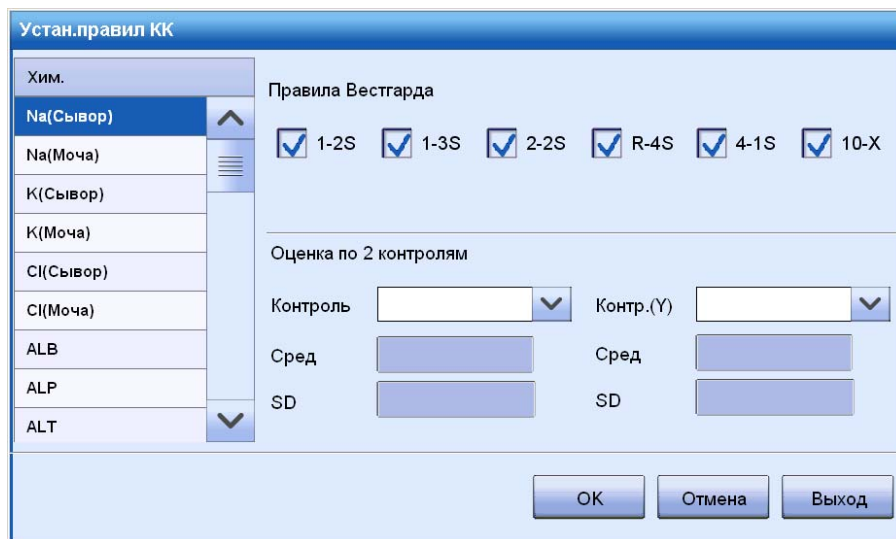 Устан.правил КК
Хим.
Na(Сывор)
Na(Моча)
K(Сывор)
K(Моча)
Cl(Сывор)
Cl(Моча)
ALB
ALP
ALT
Правила Вестгарда
1-2S 1-3S 2-2S R-4S 4-1S 10-X
Оценка по 2 контролям
Контроль Контр.(Y)
Сред Сред
SD SD
OK Отмена Выход